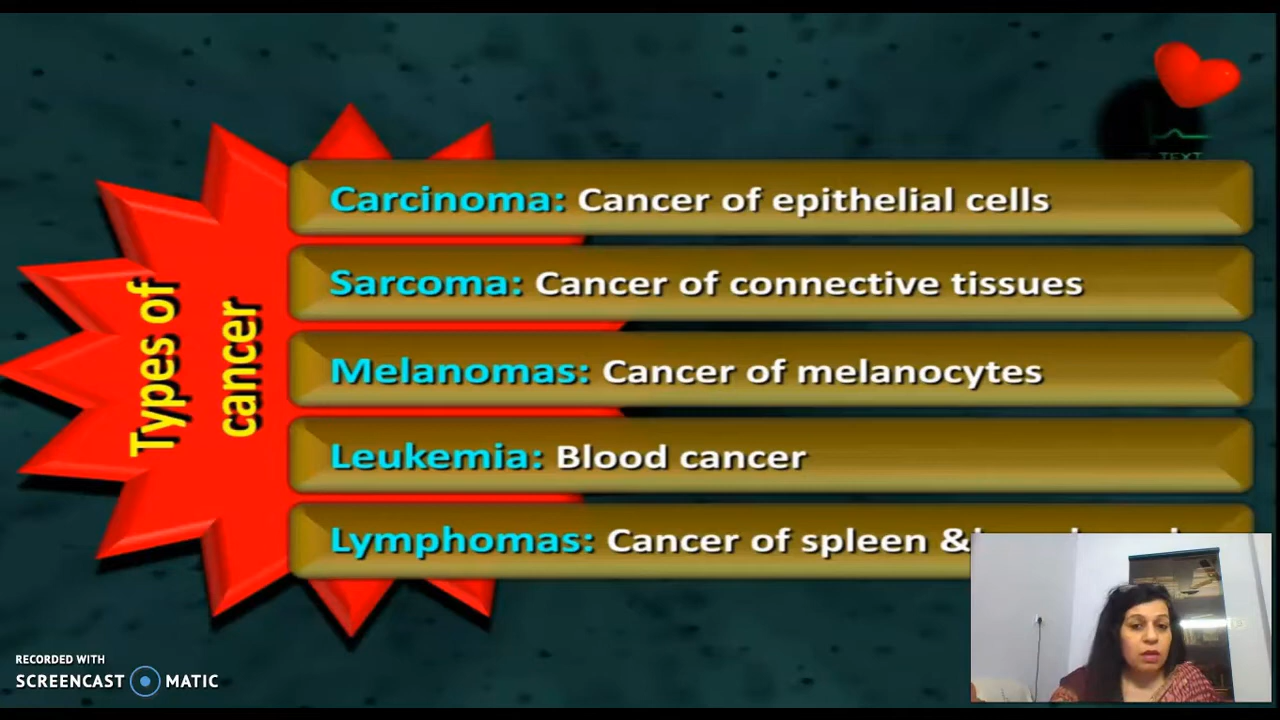 TEXT
Types of
cancer
Carcinoma: Cancer of epithelial cells
Sarcoma: Cancer of connective tissues
Melanomas: Cancer of melanocytes
Leukemia: Blood cancer
Lymphomas: Cancer of spleen &
RECORDED WITH
SCREENCAST MATIC